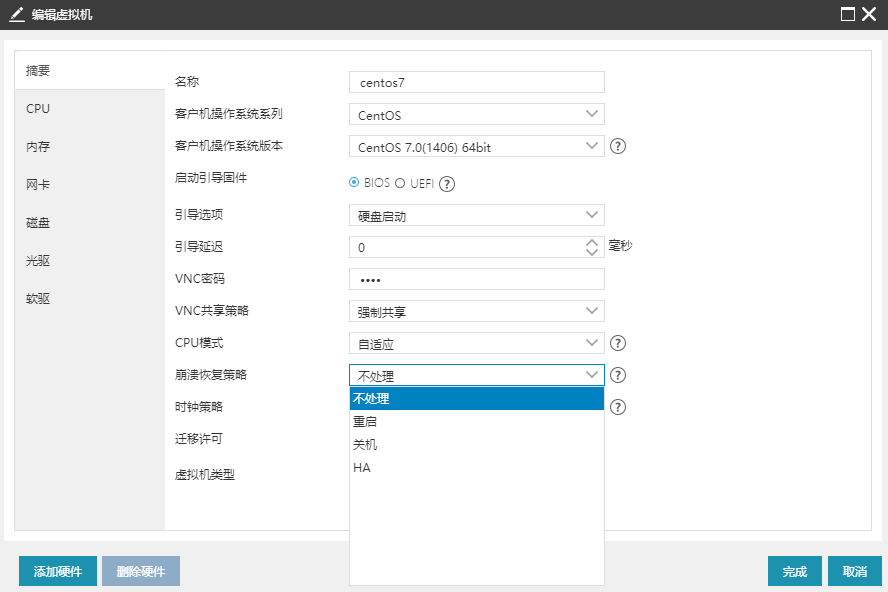 编辑虚拟机
摘要
CPU
内存
网卡
磁盘
光驱
软驱
名称 centos7
客户机操作系统系列 CentOS
客户机操作系统版本 CentOS 7.0(1406) 64bit ?
启动引导固件 BIOS UEFI ?
引导选项 硬盘启动
引导延迟 0 毫秒
VNC密码 ••••
VNC共享策略 强制共享
CPU模式 自适应 ?
崩溃恢复策略 不处理 ?
不处理
时钟策略 ?
重启
迁移许可
关机
虚拟机类型
HA
添加硬件 删除硬件 完成 取消